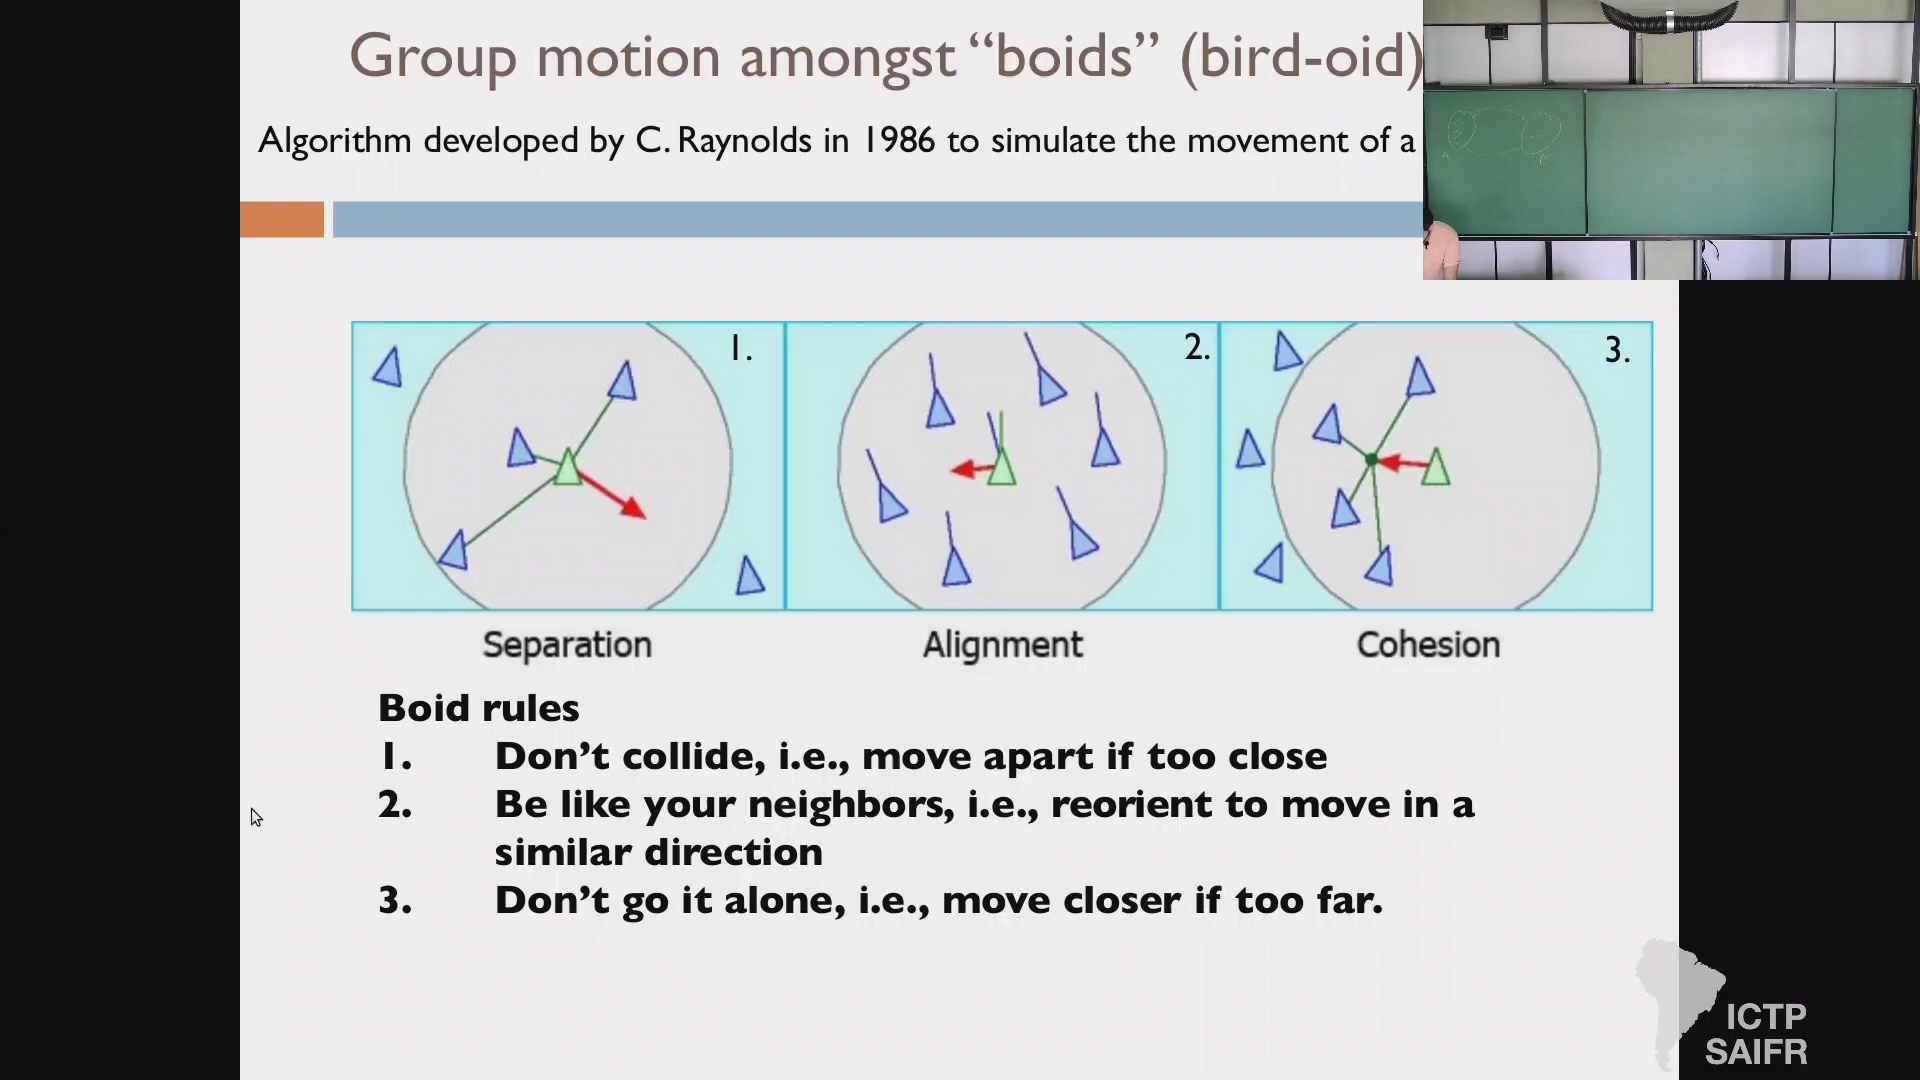 Group motion amongst “boids” (bird-oid)
Algorithm developed by C. Raynolds in 1986 to simulate the movement of a
1.
2.
3.
Separation
Alignment
Cohesion
Boid rules
1. Don’t collide, i.e., move apart if too close
2. Be like your neighbors, i.e., reorient to move in a
similar direction
3. Don’t go it alone, i.e., move closer if too far.
ICTP
SAIFR